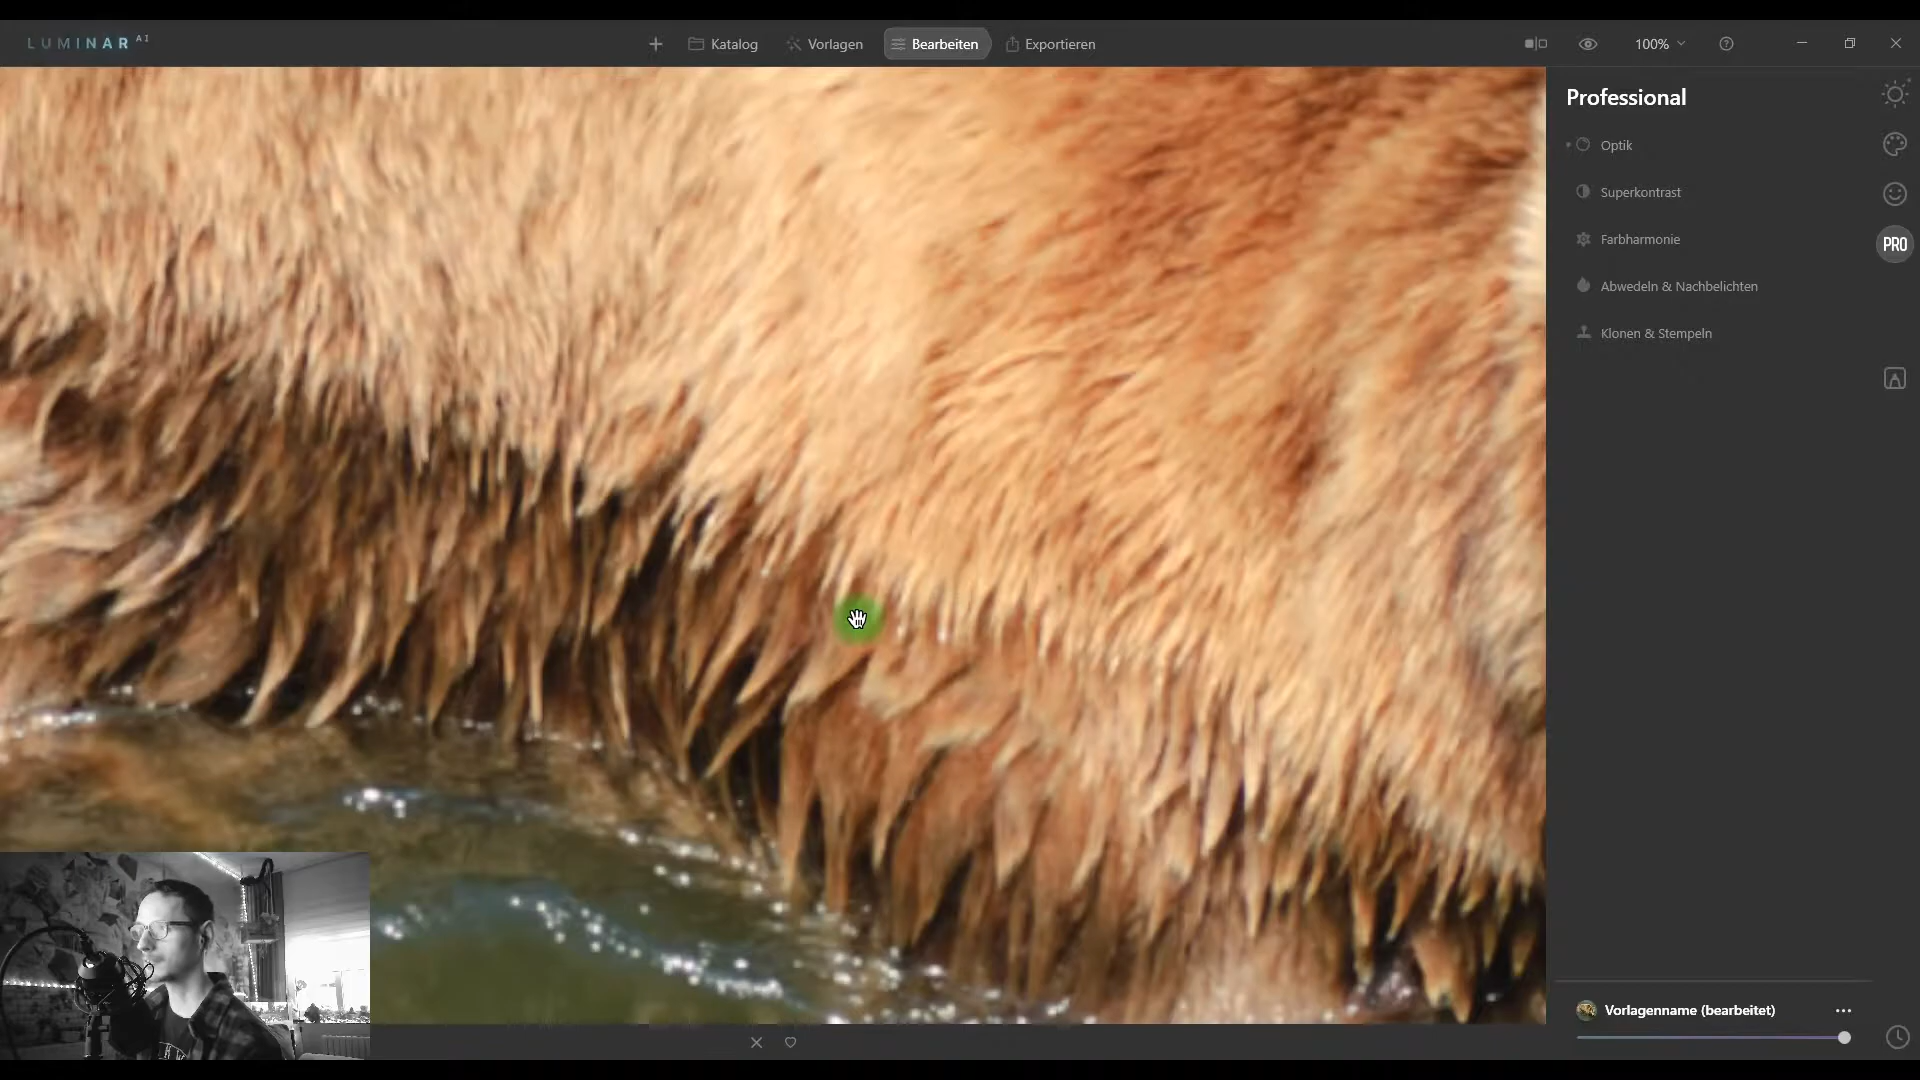 LUMINAR AI
Katalog
Vorlagen
Bearbeiten
Exportieren
100%
Professional
Optik
Superkontrast
Farbharmonie
Abwedeln & Nachbelichten
Klonen & Stempeln
PRO
Vorlagenname (bearbeitet)